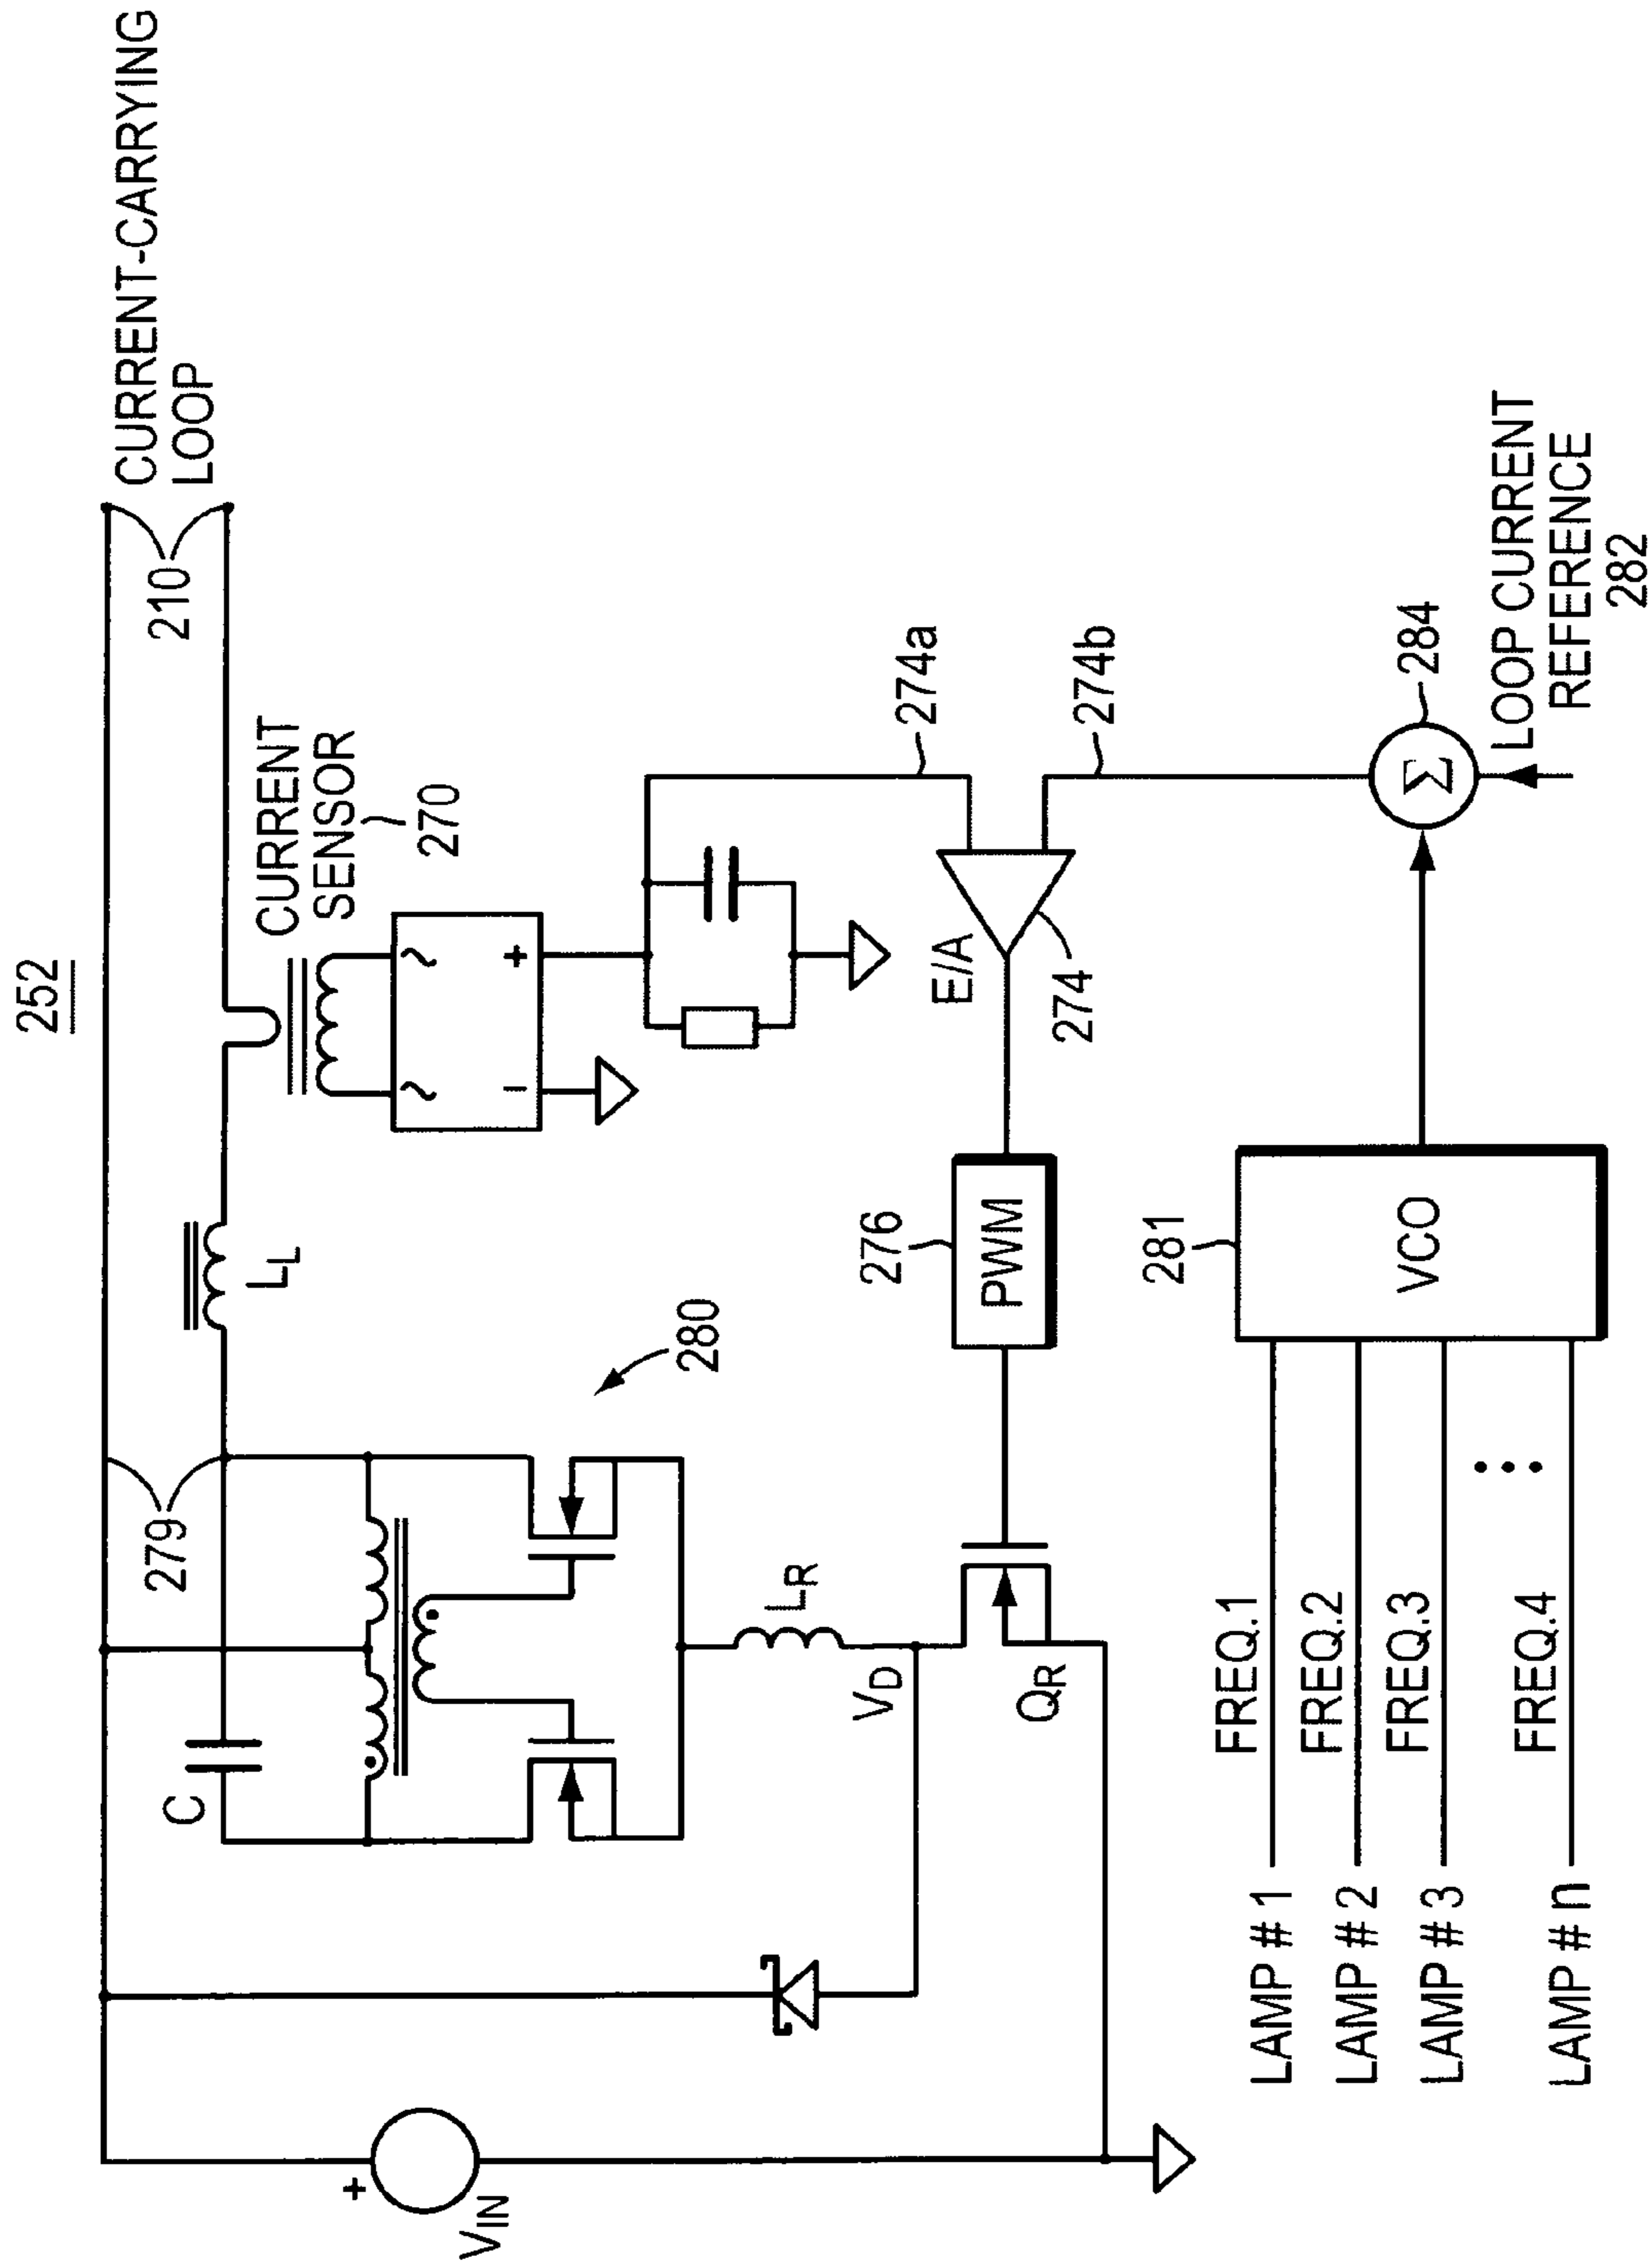 252
CURRENT-CARRYING
LOOP
210
279
C
L_L
CURRENT
SENSOR
270
280
~ ~
- +
V_IN
+
L_R
V_D
Q_R
276
PWM
E/A
274
274a
274b
281
VCO
284
Σ
LOOP CURRENT
REFERENCE
282
LAMP # 1 FREQ.1
LAMP # 2 FREQ.2
LAMP # 3 FREQ.3
LAMP # n FREQ.4